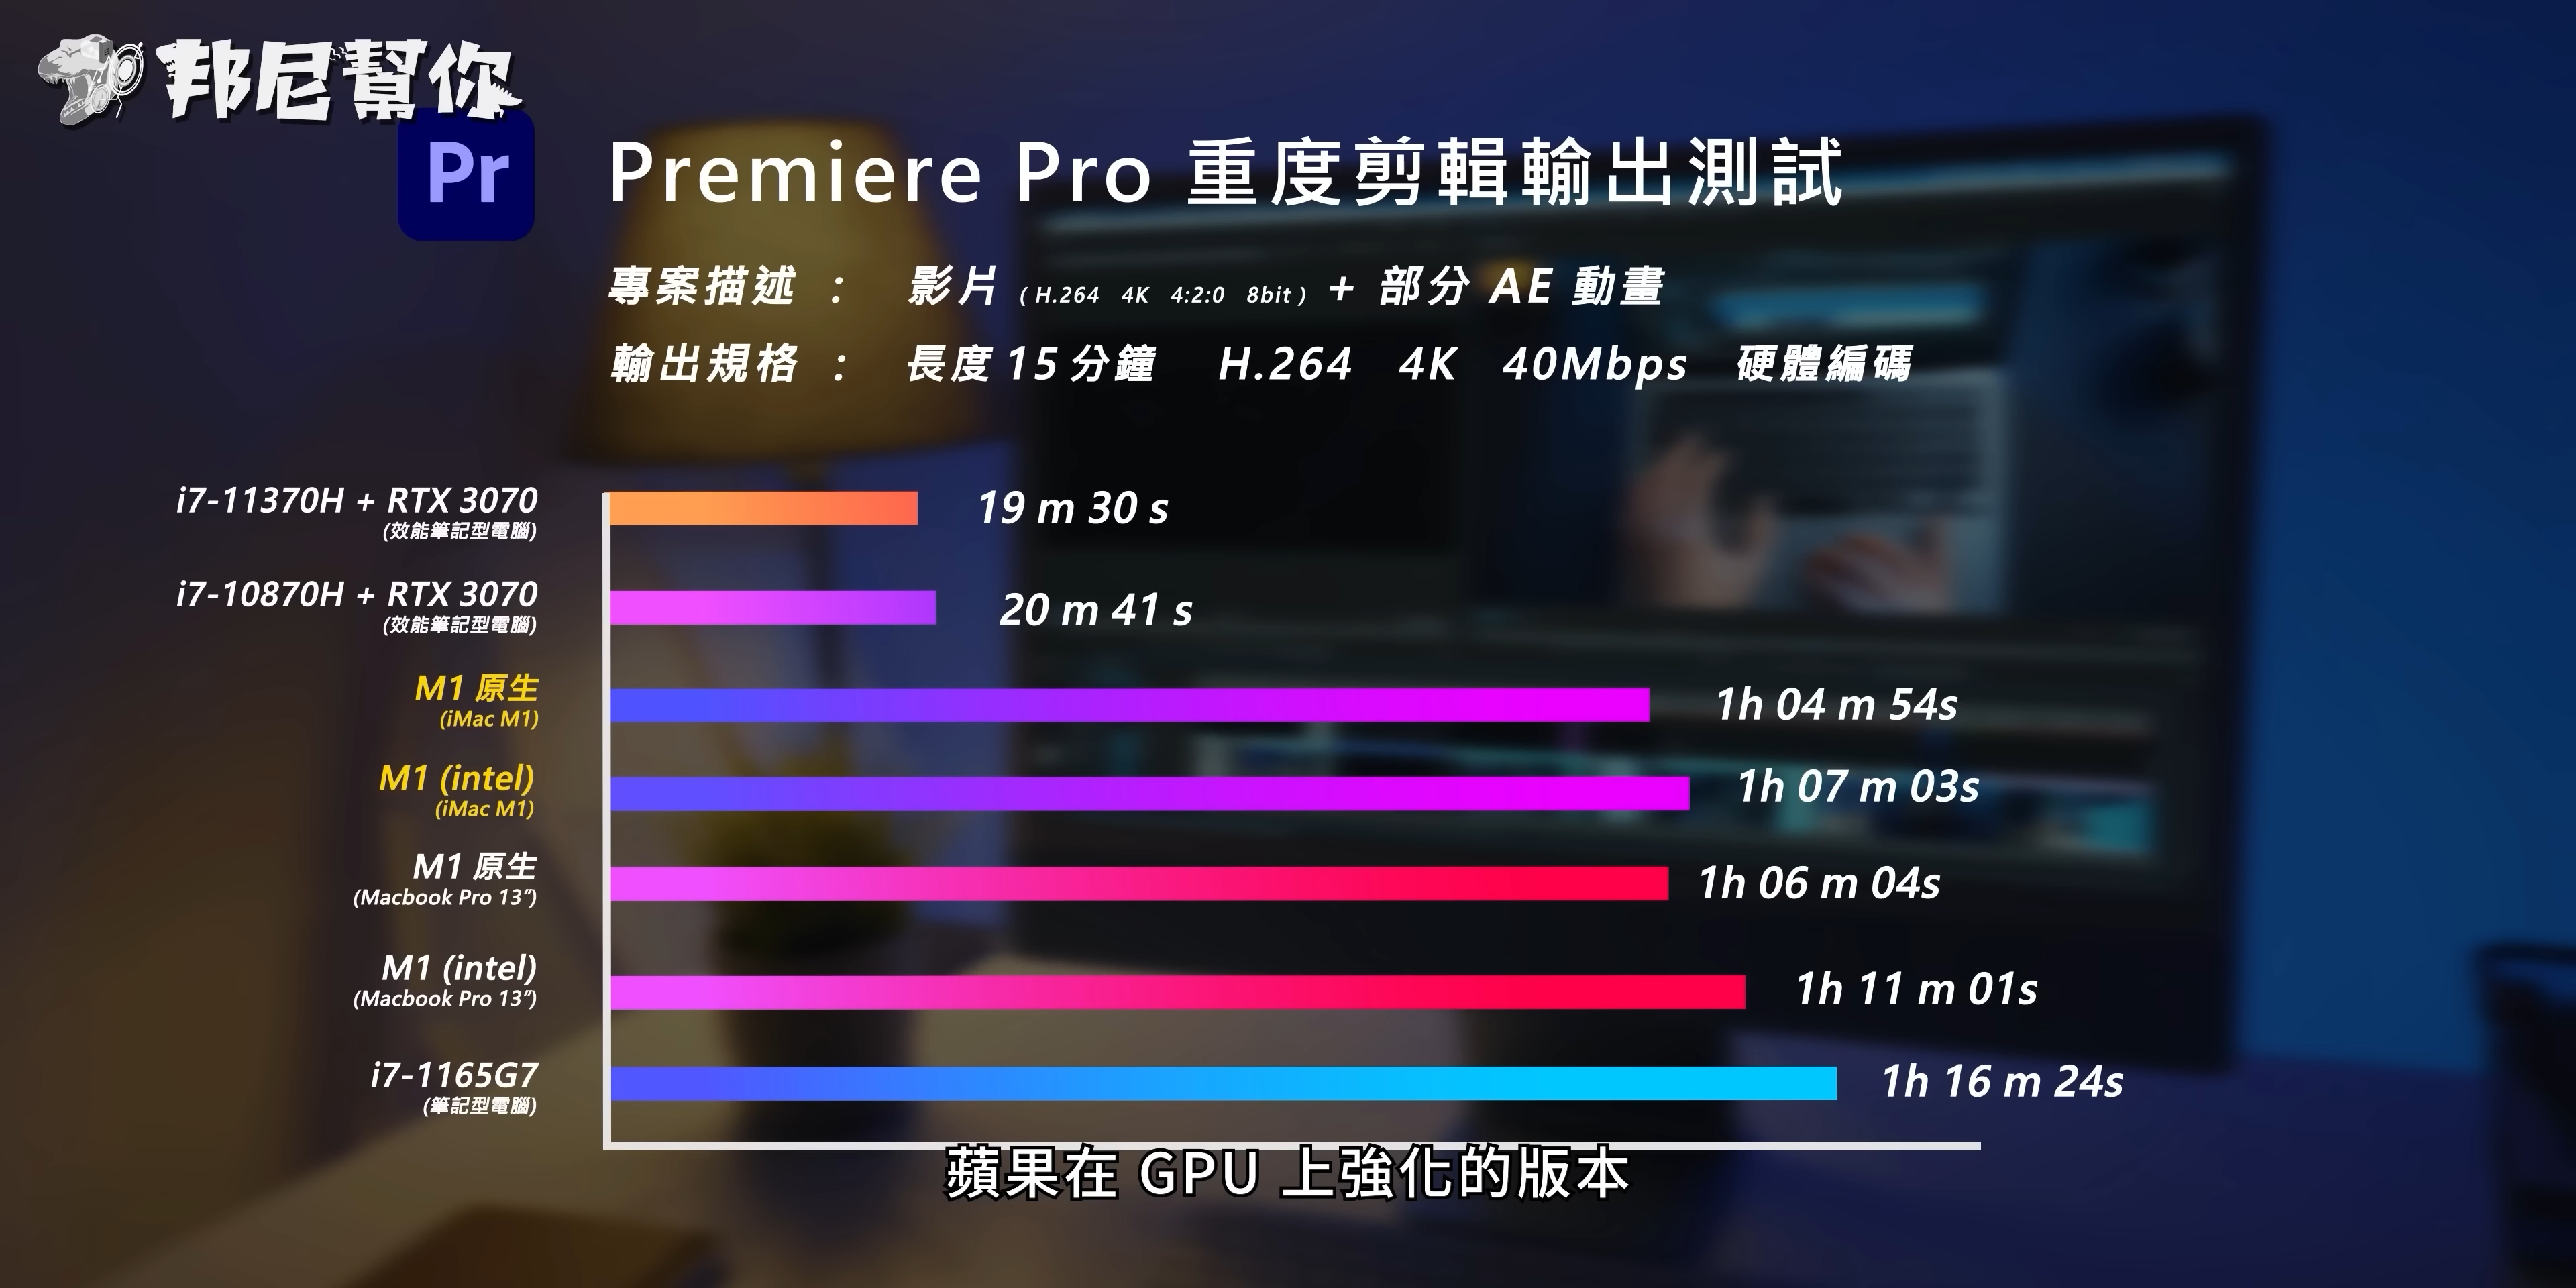 邦尼幫你
Pr
Premiere Pro 重度剪輯輸出測試
專案描述 : 影片 ( H.264 4K 4:2:0 8bit ) + 部分 AE 動畫
輸出規格 : 長度 15 分鐘 H.264 4K 40Mbps 硬體編碼
i7-11370H + RTX 3070
(效能筆記型電腦)
19 m 30 s
i7-10870H + RTX 3070
(效能筆記型電腦)
20 m 41 s
M1 原生
(iMac M1)
1h 04 m 54s
M1 (intel)
(iMac M1)
1h 07 m 03s
M1 原生
(Macbook Pro 13")
1h 06 m 04s
M1 (intel)
(Macbook Pro 13")
1h 11 m 01s
i7-1165G7
(筆記型電腦)
1h 16 m 24s
蘋果在 GPU 上強化的版本